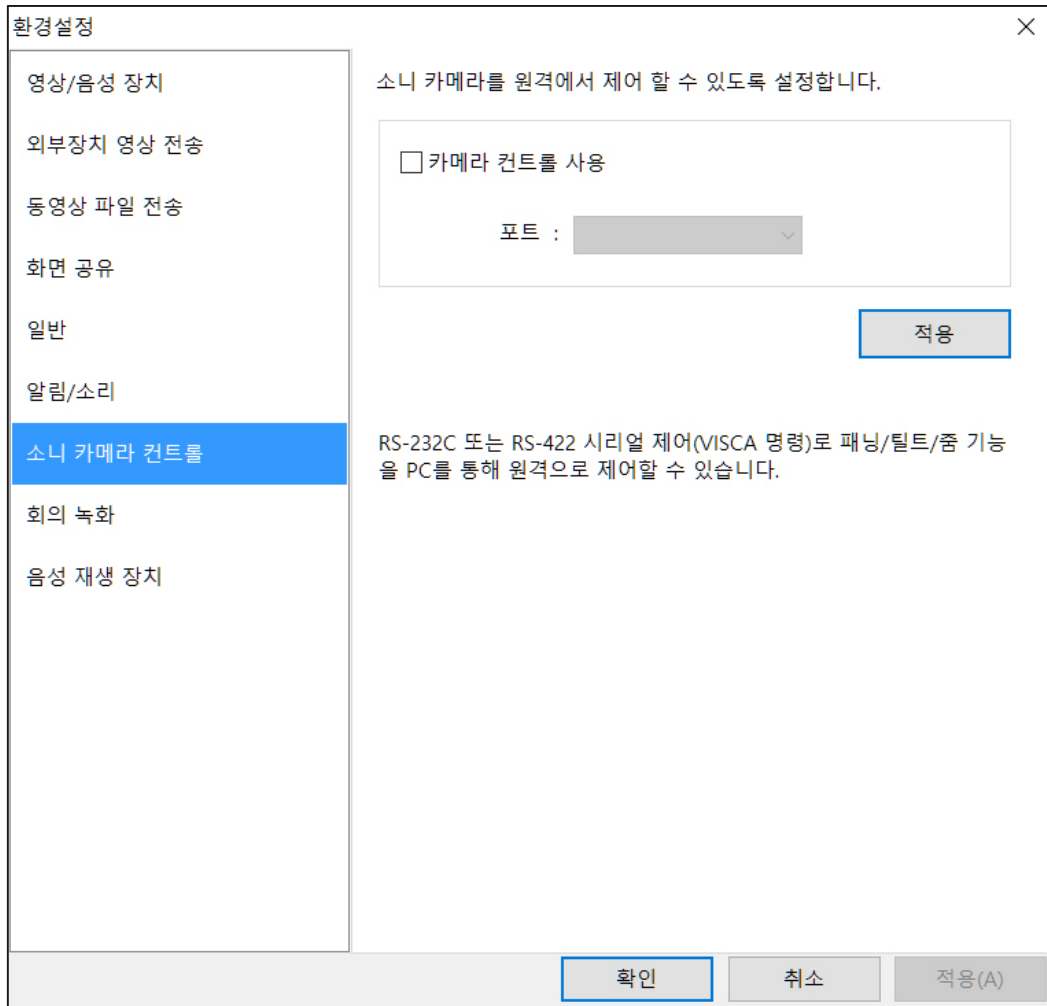 환경설정
영상/음성 장치
외부장치 영상 전송
동영상 파일 전송
화면 공유
일반
알림/소리
소니 카메라 컨트롤
회의 녹화
음성 재생 장치
소니 카메라를 원격에서 제어 할 수 있도록 설정합니다.
카메라 컨트롤 사용
포트 :
적용
RS-232C 또는 RS-422 시리얼 제어(VISCA 명령)로 패닝/틸트/줌 기능
을 PC를 통해 원격으로 제어할 수 있습니다.
확인
취소
적용(A)